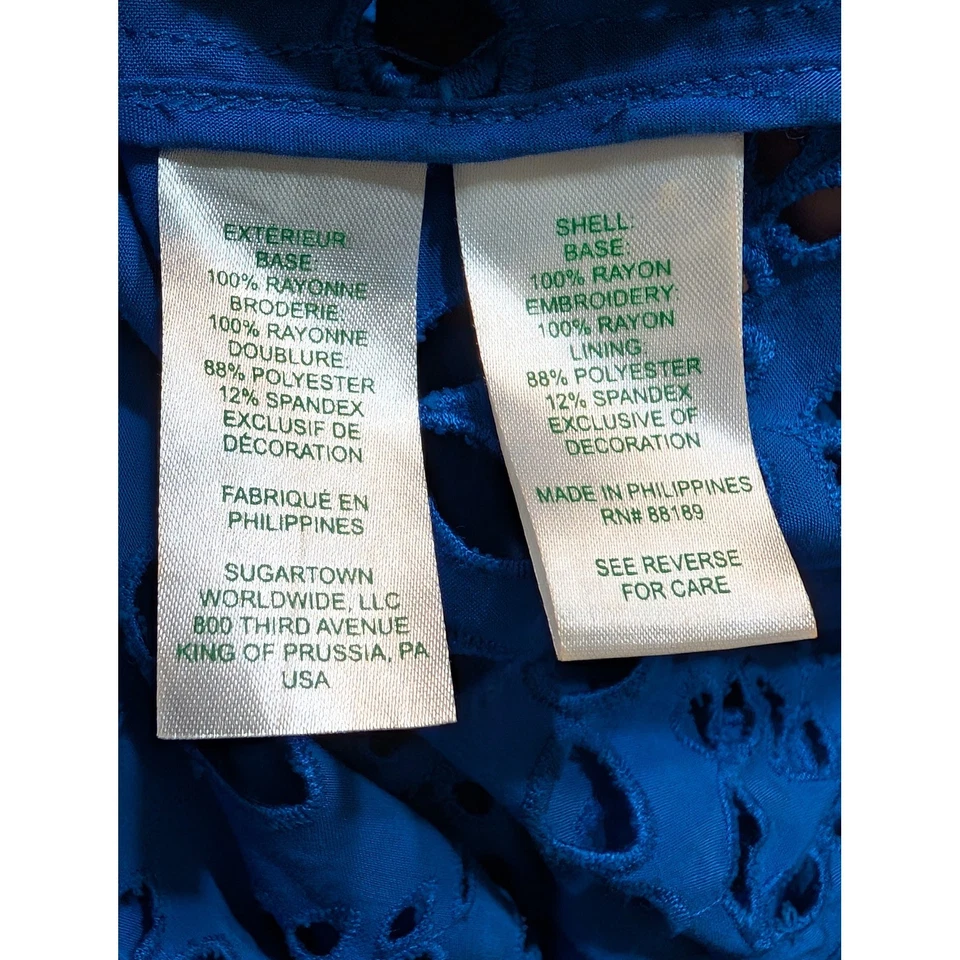 EXTÉRIEUR:
BASE:
100% RAYONNE
BRODERIE:
100% RAYONNE
DOUBLURE:
88% POLYESTER
12% SPANDEX
EXCLUSIF DE
DÉCORATION
FABRIQUÉ EN
PHILIPPINES
SUGARTOWN
WORLDWIDE, LLC
800 THIRD AVENUE
KING OF PRUSSIA, PA
USA
SHELL:
BASE:
100% RAYON
EMBROIDERY:
100% RAYON
LINING:
88% POLYESTER
12% SPANDEX
EXCLUSIVE OF
DECORATION
MADE IN PHILIPPINES
RN# 88189
SEE REVERSE
FOR CARE